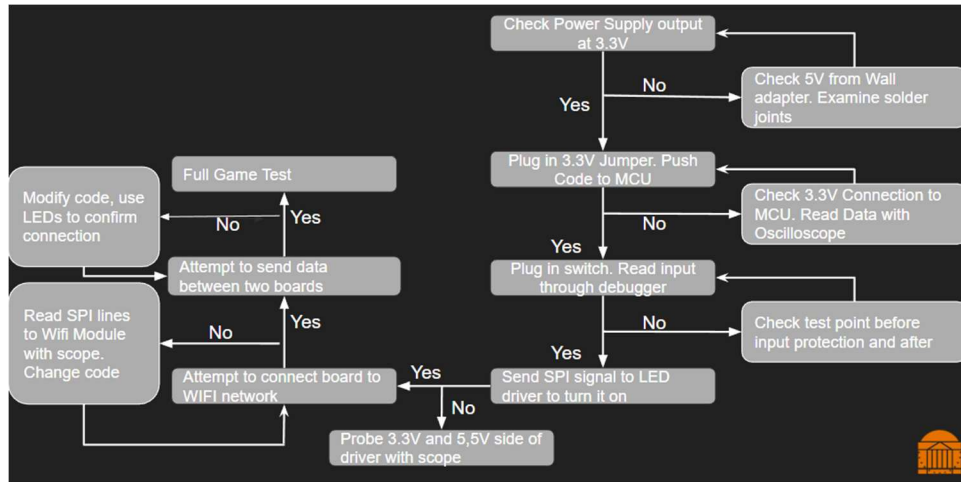 Check Power Supply output
at 3.3V
No
Yes
Check 5V from Wall
adapter. Examine solder
joints
Plug in 3.3V Jumper. Push
Code to MCU
No
Yes
Check 3.3V Connection to
MCU. Read Data with
Oscilloscope
Plug in switch. Read input
through debugger
No
Yes
Check test point before
input protection and after
Send SPI signal to LED
driver to turn it on
Yes
No
Probe 3.3V and 5,5V side of
driver with scope
Attempt to connect board to
WIFI network
No
Yes
Read SPI lines
to Wifi Module
with scope.
Change code
Attempt to send data
between two boards
No
Yes
Modify code, use
LEDs to confirm
connection
Full Game Test